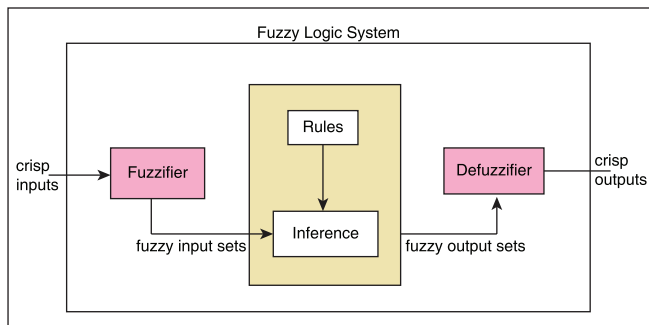 Fuzzy Logic System
Rules
crisp
inputs
Fuzzifier
Defuzzifier
crisp
outputs
Inference
fuzzy input sets
fuzzy output sets